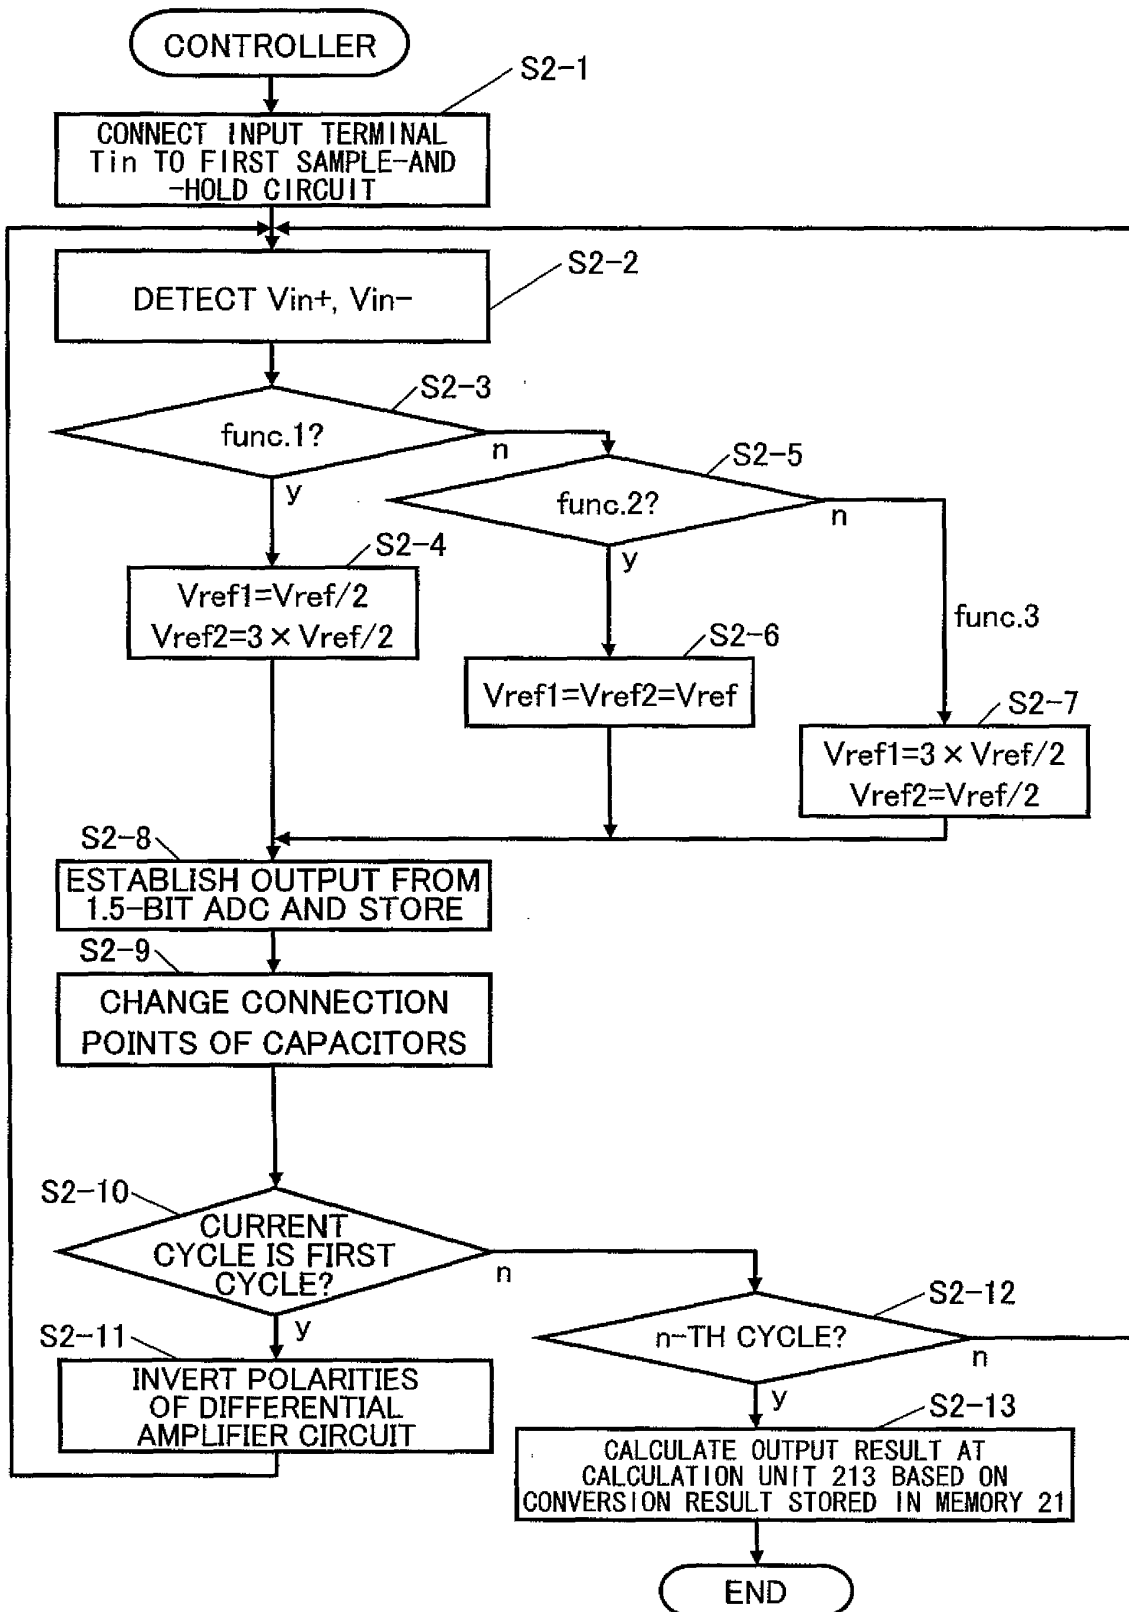 CONTROLLER
S2-1
CONNECT INPUT TERMINAL
Tin TO FIRST SAMPLE-AND
-HOLD CIRCUIT
S2-2
DETECT Vin+, Vin-
S2-3
func.1?
n
y
S2-5
func.2?
n
y
S2-4
Vref1=Vref/2
Vref2=3×Vref/2
func.3
S2-6
Vref1=Vref2=Vref
S2-7
Vref1=3×Vref/2
Vref2=Vref/2
S2-8
ESTABLISH OUTPUT FROM
1.5-BIT ADC AND STORE
S2-9
CHANGE CONNECTION
POINTS OF CAPACITORS
S2-10
CURRENT
CYCLE IS FIRST
CYCLE?
n
y
S2-12
n-TH CYCLE?
n
y
S2-11
INVERT POLARITIES
OF DIFFERENTIAL
AMPLIFIER CIRCUIT
S2-13
CALCULATE OUTPUT RESULT AT
CALCULATION UNIT 213 BASED ON
CONVERSION RESULT STORED IN MEMORY 21
END